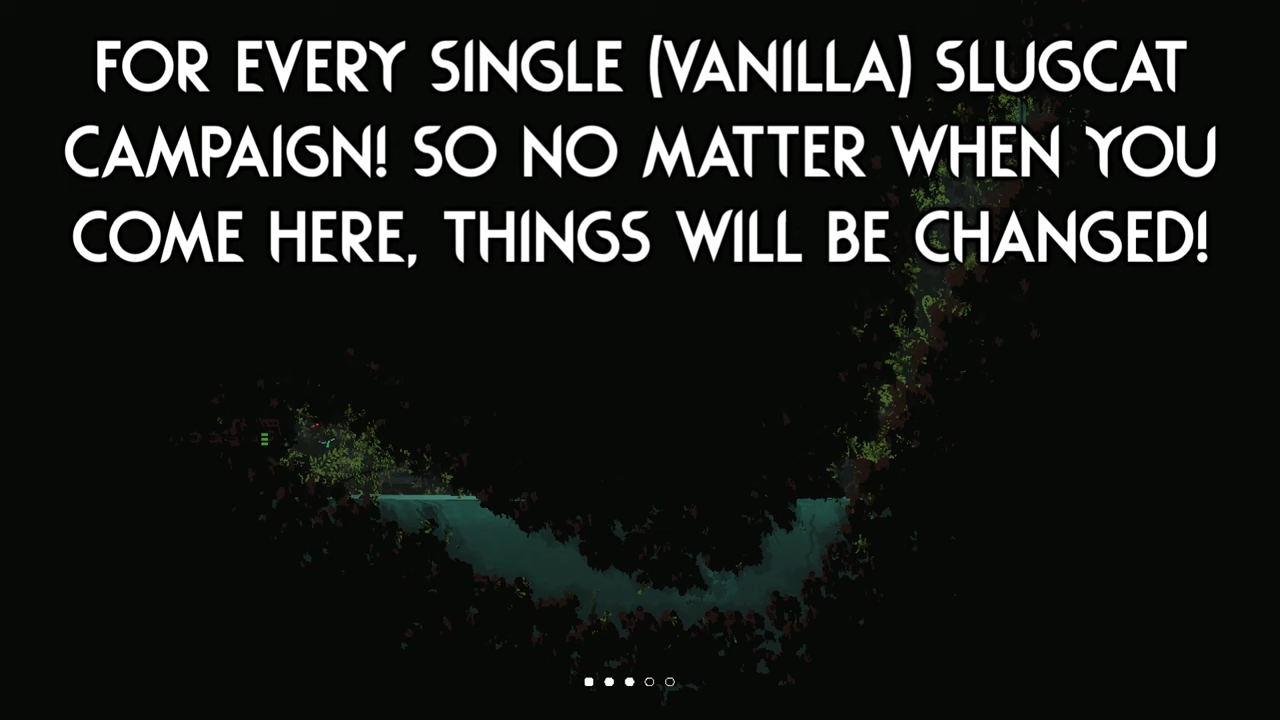 FOR EVERY SINGLE (VANILLA) SLUGCAT
CAMPAIGN! SO NO MATTER WHEN YOU
COME HERE, THINGS WILL BE CHANGED!